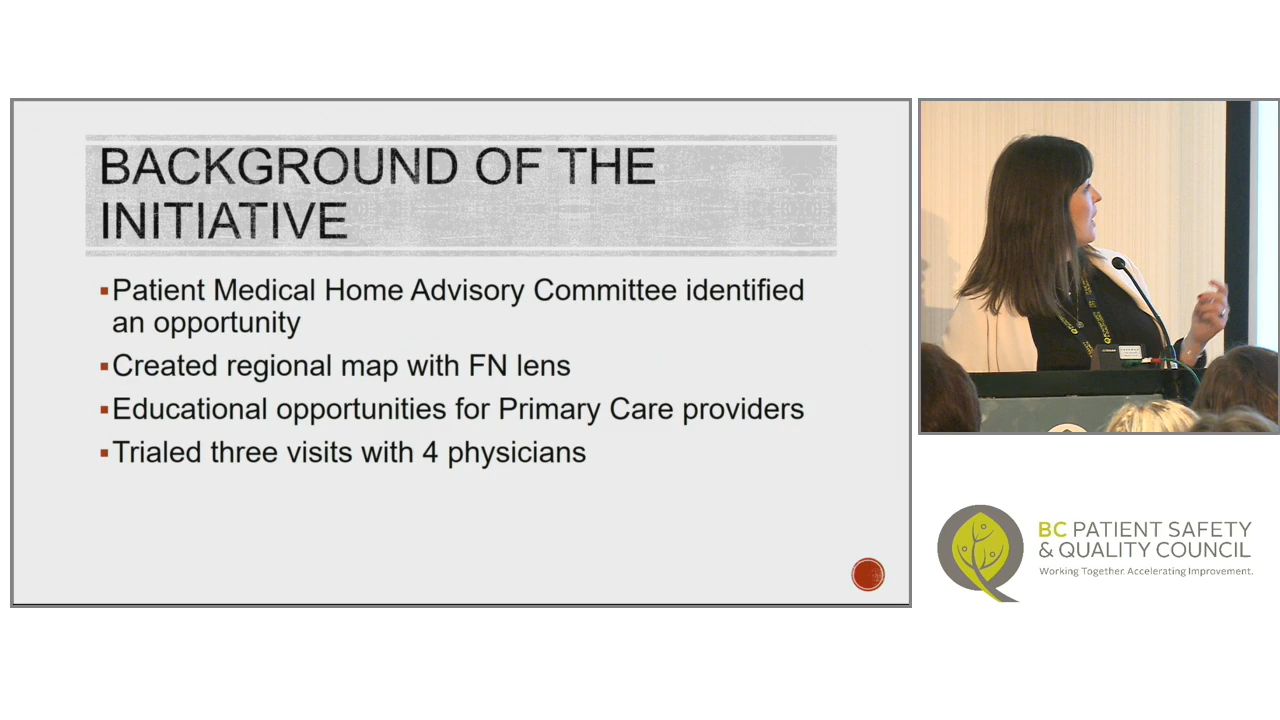 BACKGROUND OF THE
INITIATIVE
▪Patient Medical Home Advisory Committee identified
an opportunity
▪Created regional map with FN lens
▪Educational opportunities for Primary Care providers
▪Trialed three visits with 4 physicians
BC PATIENT SAFETY
& QUALITY COUNCIL
Working Together. Accelerating Improvement.